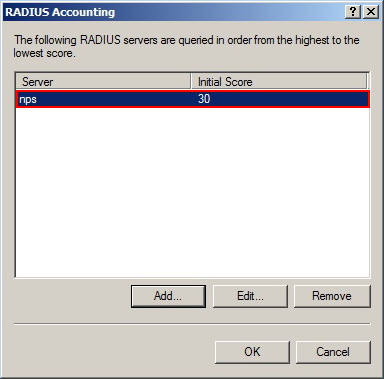 RADIUS Accounting
The following RADIUS servers are queried in order from the highest to the
lowest score.
Server Initial Score
nps 30
Add... Edit... Remove
OK Cancel